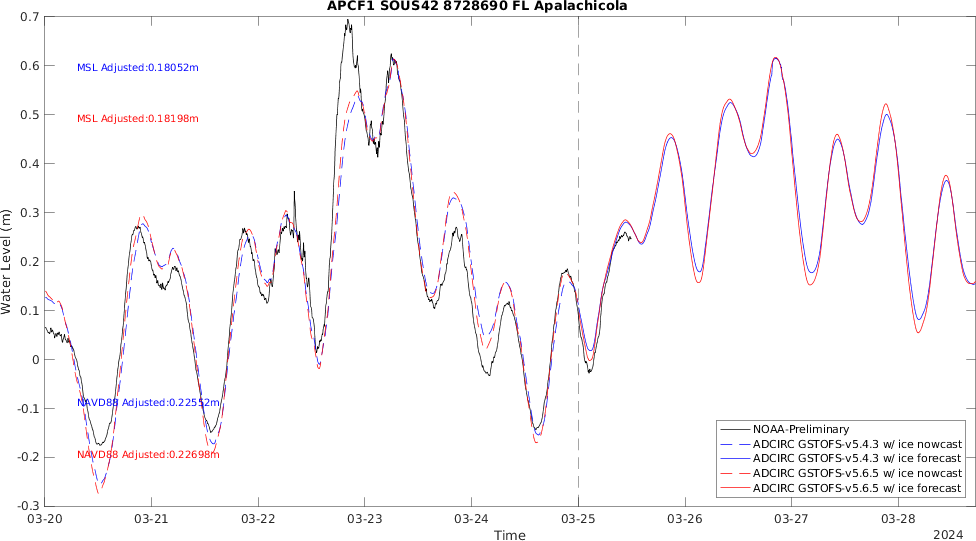 APCF1 SOUS42 8728690 FL Apalachicola
0.7
0.6
0.5
0.4
0.3
0.2
0.1
0
-0.1
-0.2
-0.3
Water Level (m)
MSL Adjusted:0.18052m
MSL Adjusted:0.18198m
NAVD88 Adjusted:0.22552m
NAVD88 Adjusted:0.22698m
NOAA-Preliminary
ADCIRC GSTOFS-v5.4.3 w/ ice nowcast
ADCIRC GSTOFS-v5.4.3 w/ ice forecast
ADCIRC GSTOFS-v5.6.5 w/ ice nowcast
ADCIRC GSTOFS-v5.6.5 w/ ice forecast
03-20 03-21 03-22 03-23 03-24 03-25 03-26 03-27 03-28
Time
2024